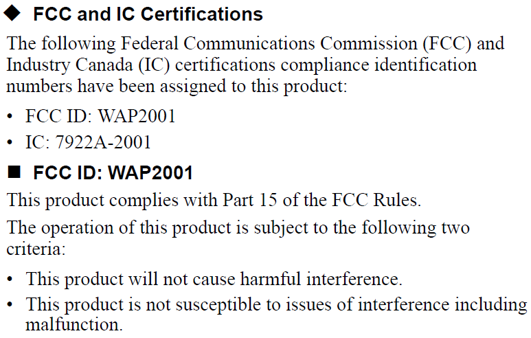 ◆ FCC and IC Certifications
The following Federal Communications Commission (FCC) and
Industry Canada (IC) certifications compliance identification
numbers have been assigned to this product:
• FCC ID: WAP2001
• IC: 7922A-2001
■ FCC ID: WAP2001
This product complies with Part 15 of the FCC Rules.
The operation of this product is subject to the following two
criteria:
• This product will not cause harmful interference.
• This product is not susceptible to issues of interference including
malfunction.